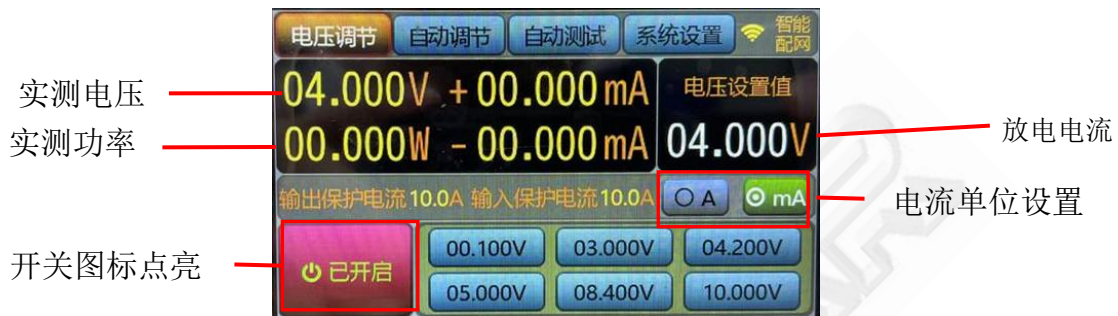 电压调节 自动调节 自动测试 系统设置 智能配网
实测电压
04.000V + 00.000mA 电压设置值
实测功率
00.000W - 00.000mA 04.000V
放电电流
输出保护电流10.0A 输入保护电流10.0A A mA
电流单位设置
开关图标点亮
已开启
00.100V 03.000V 04.200V
05.000V 08.400V 10.000V